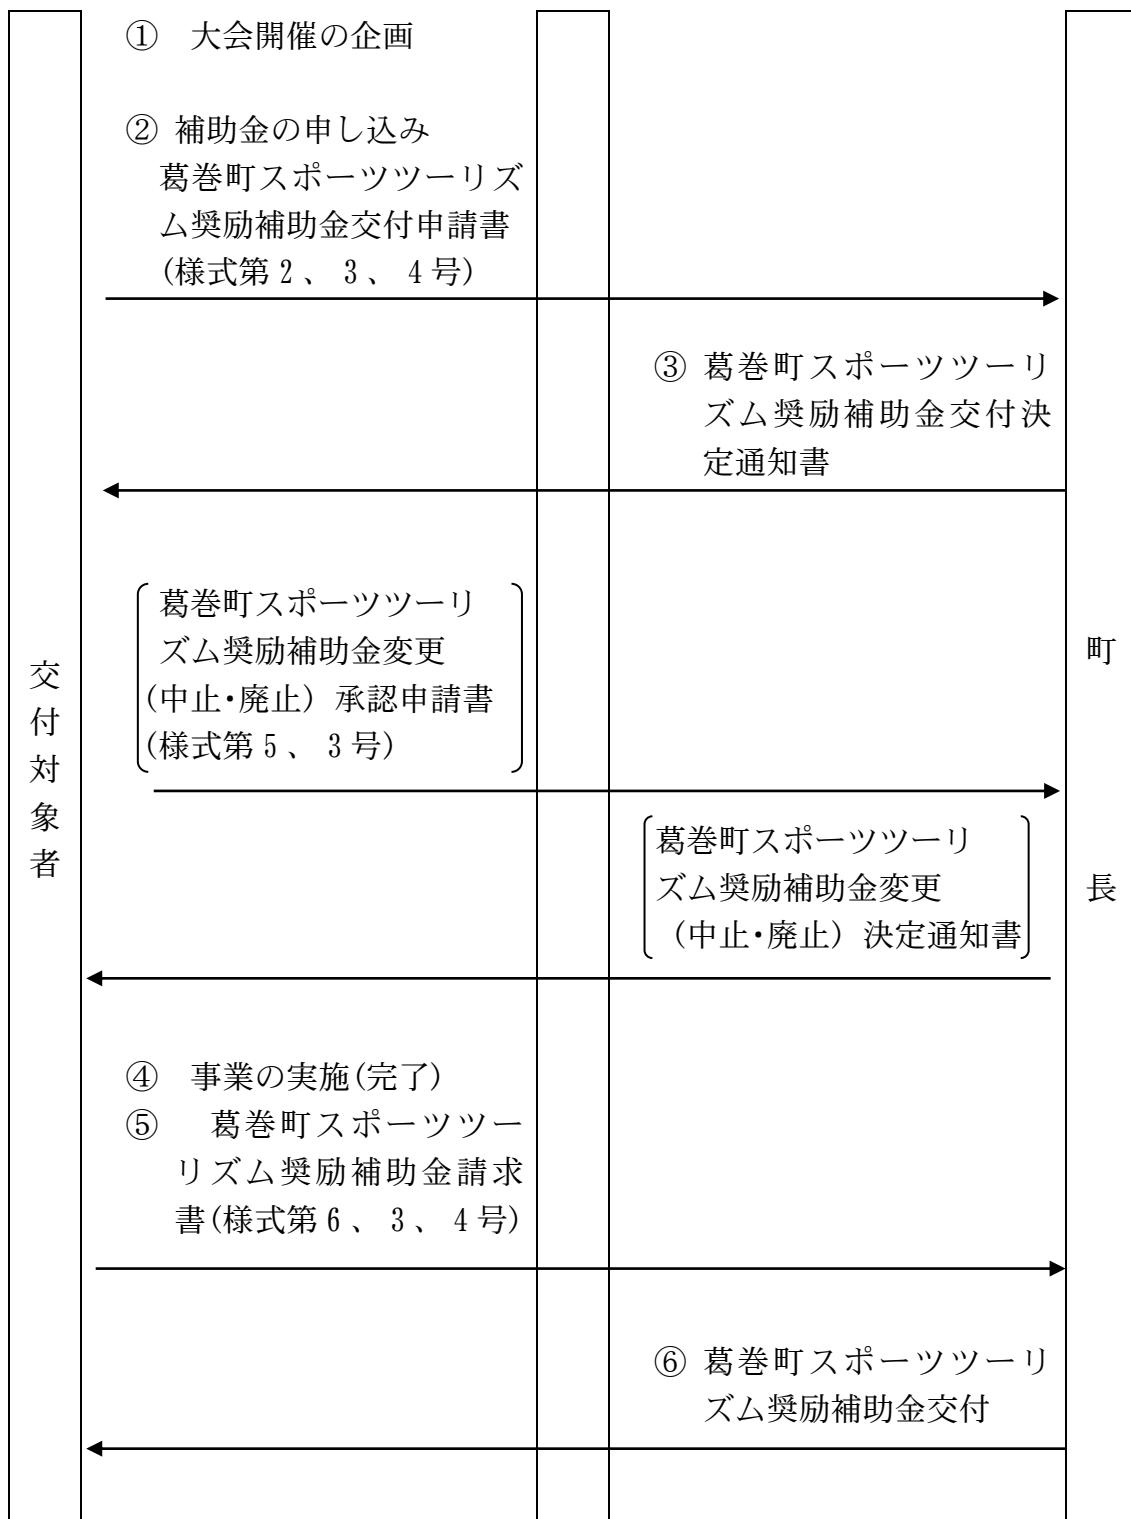 ① 大会開催の企画
② 補助金の申し込み
葛巻町スポーツツーリズ
ム奨励補助金交付申請書
(様式第2、3、4号)
③ 葛巻町スポーツツーリ
ズム奨励補助金交付決
定通知書
葛巻町スポーツツーリ
ズム奨励補助金変更
(中止・廃止) 承認申請書
(様式第5、3号)
葛巻町スポーツツーリ
ズム奨励補助金変更
(中止・廃止) 決定通知書
④ 事業の実施(完了)
⑤ 葛巻町スポーツツー
リズム奨励補助金請求
書(様式第6、3、4号)
⑥ 葛巻町スポーツツーリ
ズム奨励補助金交付
交付対象者
町長